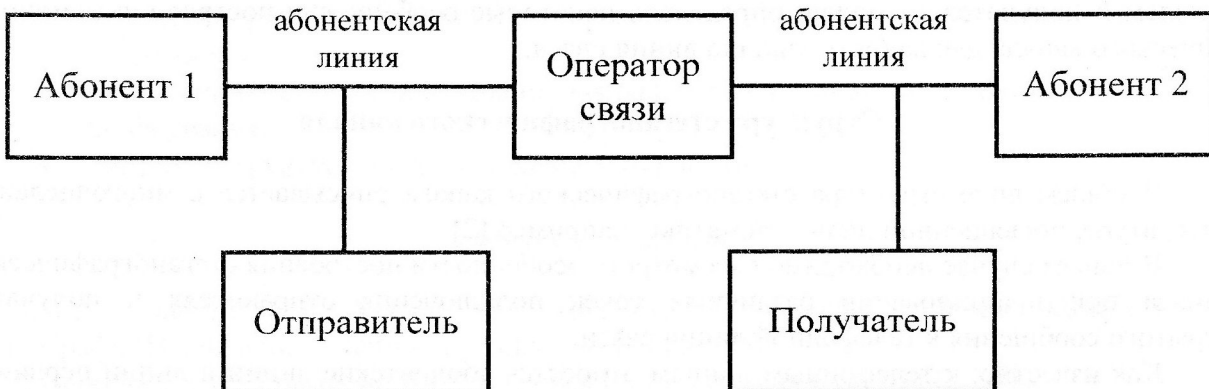 абонентская
линия
абонентская
линия
Абонент 1
Оператор
связи
Абонент 2
Отправитель
Получатель